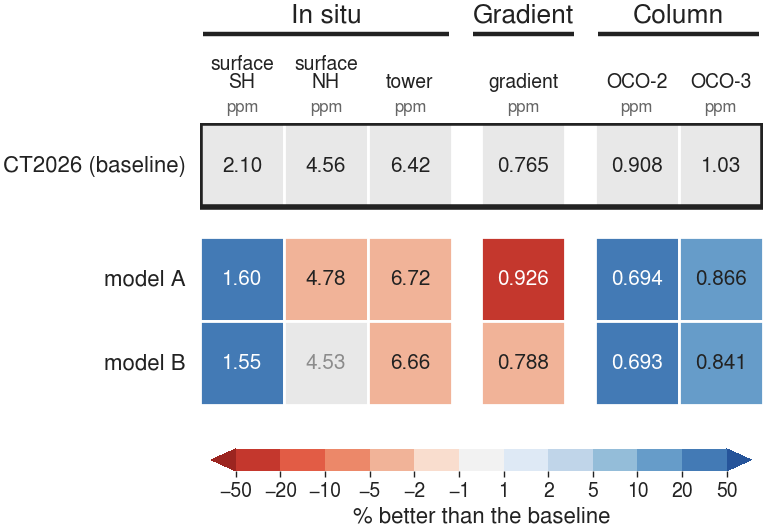 In situ Gradient Column
surface surface
SH NH tower gradient OCO-2 OCO-3
ppm ppm ppm ppm ppm ppm
CT2026 (baseline) 2.10 4.56 6.42 0.765 0.908 1.03
model A 1.60 4.78 6.72 0.926 0.694 0.866
model B 1.55 4.53 6.66 0.788 0.693 0.841
−50 −20 −10 −5 −2 −1 1 2 5 10 20 50
% better than the baseline